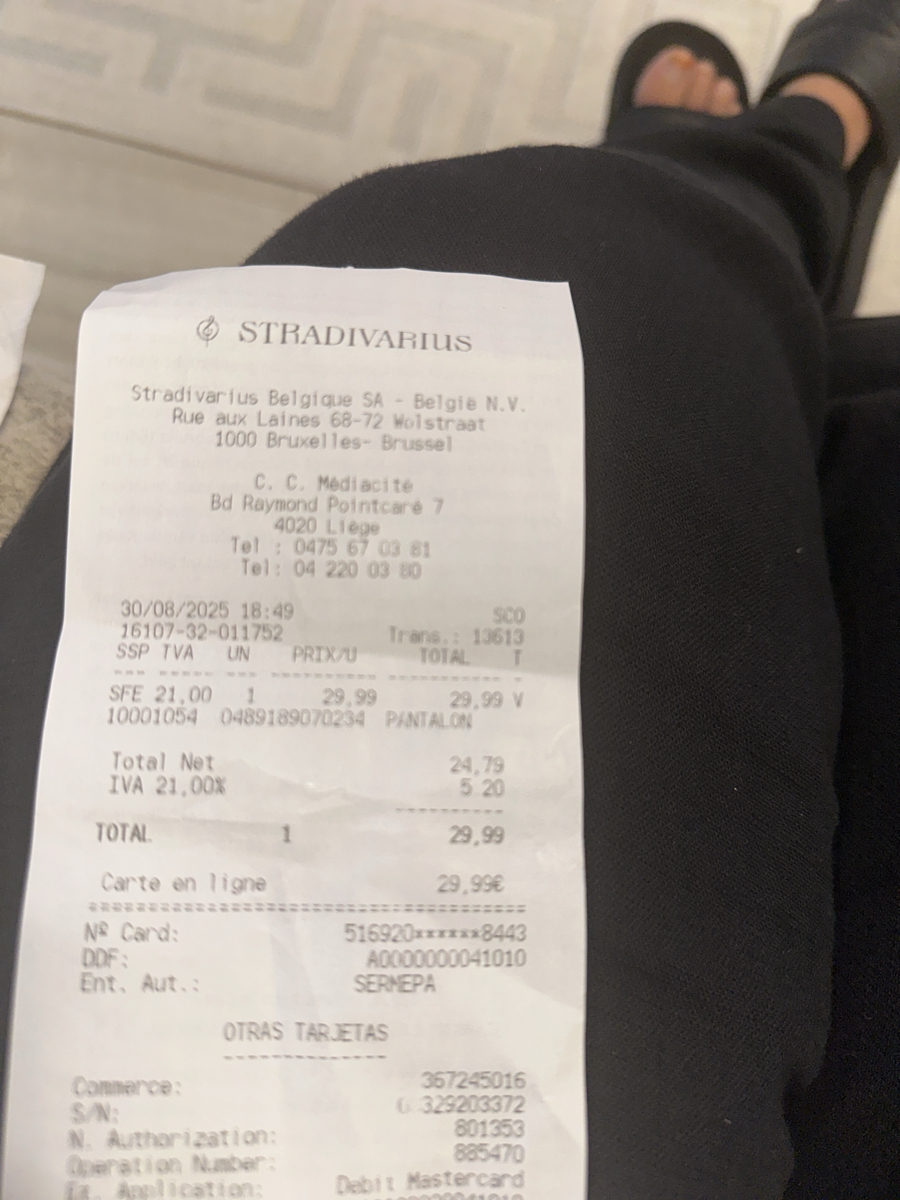 STRADIVARIUS
Stradivarius Belgique SA - België N.V.
Rue aux Laines 68-72 Wolstraat
1000 Bruxelles- Brussel
C. C. Médiacité
Bd Raymond Pointcaré 7
4020 Liège
Tel : 0475 67 03 81
Tel: 04 220 03 80
30/08/2025 18:49 SCO
16107-32-011752 Trans.: 13613
SSP TVA UN PRIX/U TOTAL T
SFE 21,00 1 29,99 29,99 V
10001054 0489189070234 PANTALON
Total Net 24,79
IVA 21,00% 5 20
TOTAL 1 29,99
Carte en ligne 29,99€
Nº Card: 516920******8443
DDF: A0000000041010
Ent. Aut.: SERMEPA
OTRAS TARJETAS
Commerce: 367245016
S/N: 329203372
N. Authorization: 801353
Operation Number: 885470
Application: Debit Mastercard